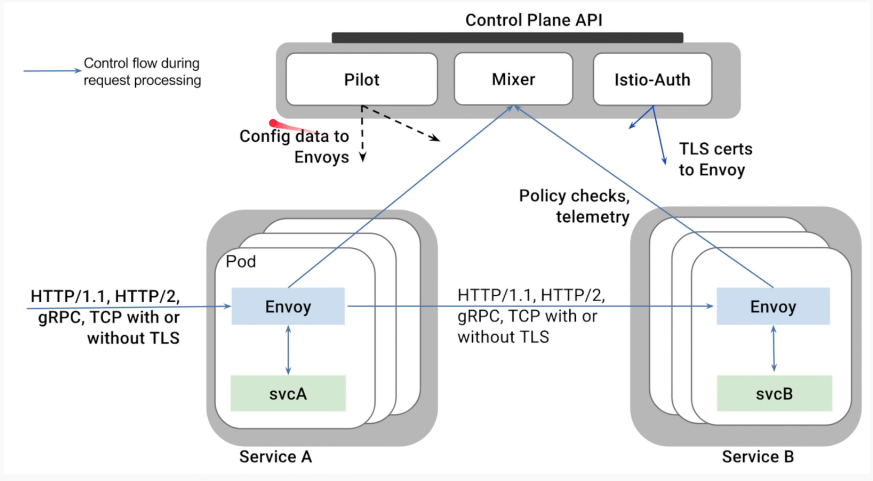 Control Plane API
Control flow during
request processing
Pilot
Mixer
Istio-Auth
Config data to
Envoys
TLS certs
to Envoy
Policy checks,
telemetry
Pod
HTTP/1.1, HTTP/2,
gRPC, TCP with or
without TLS
Envoy
svcA
HTTP/1.1, HTTP/2,
gRPC, TCP with or
without TLS
Envoy
svcB
Service A
Service B